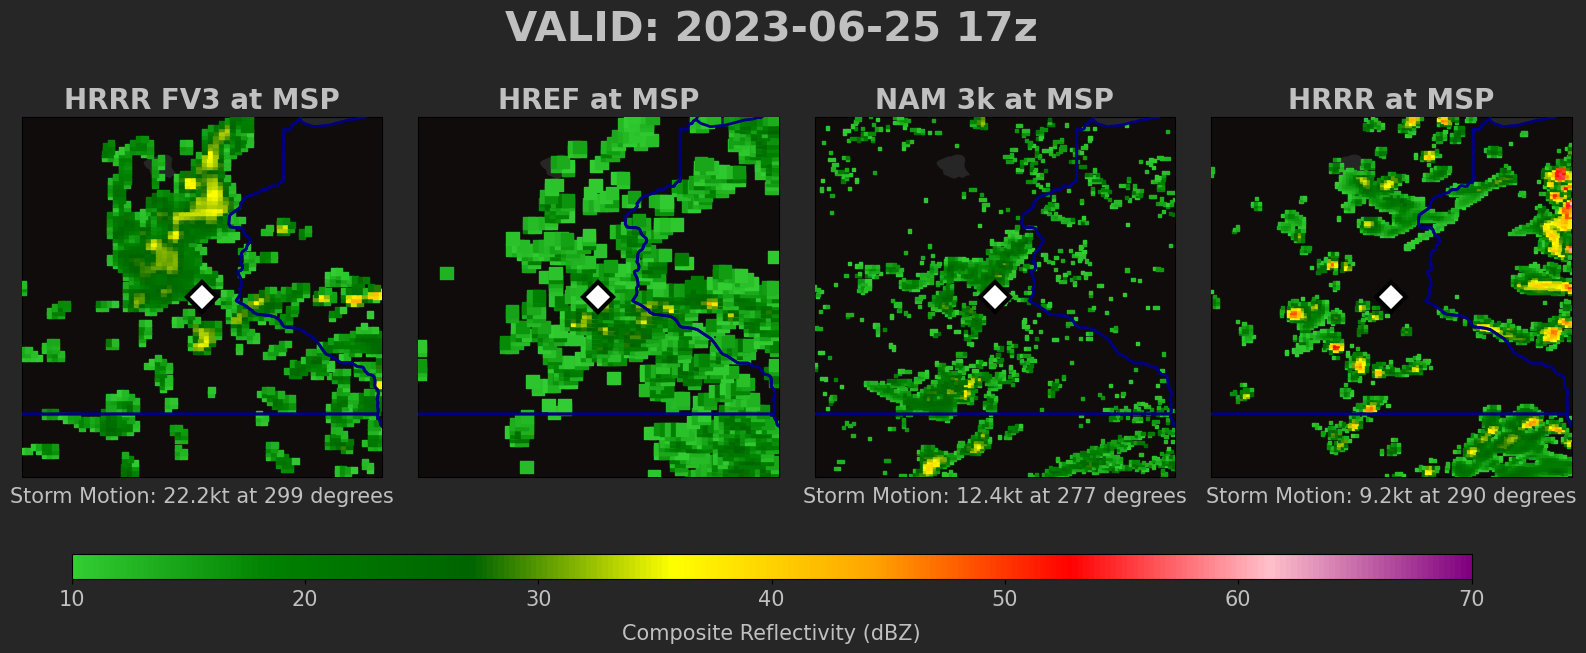 VALID: 2023-06-25 17z
HRRR FV3 at MSP
HREF at MSP
NAM 3k at MSP
HRRR at MSP
Storm Motion: 22.2kt at 299 degrees
Storm Motion: 12.4kt at 277 degrees
Storm Motion: 9.2kt at 290 degrees
10 20 30 40 50 60 70
Composite Reflectivity (dBZ)